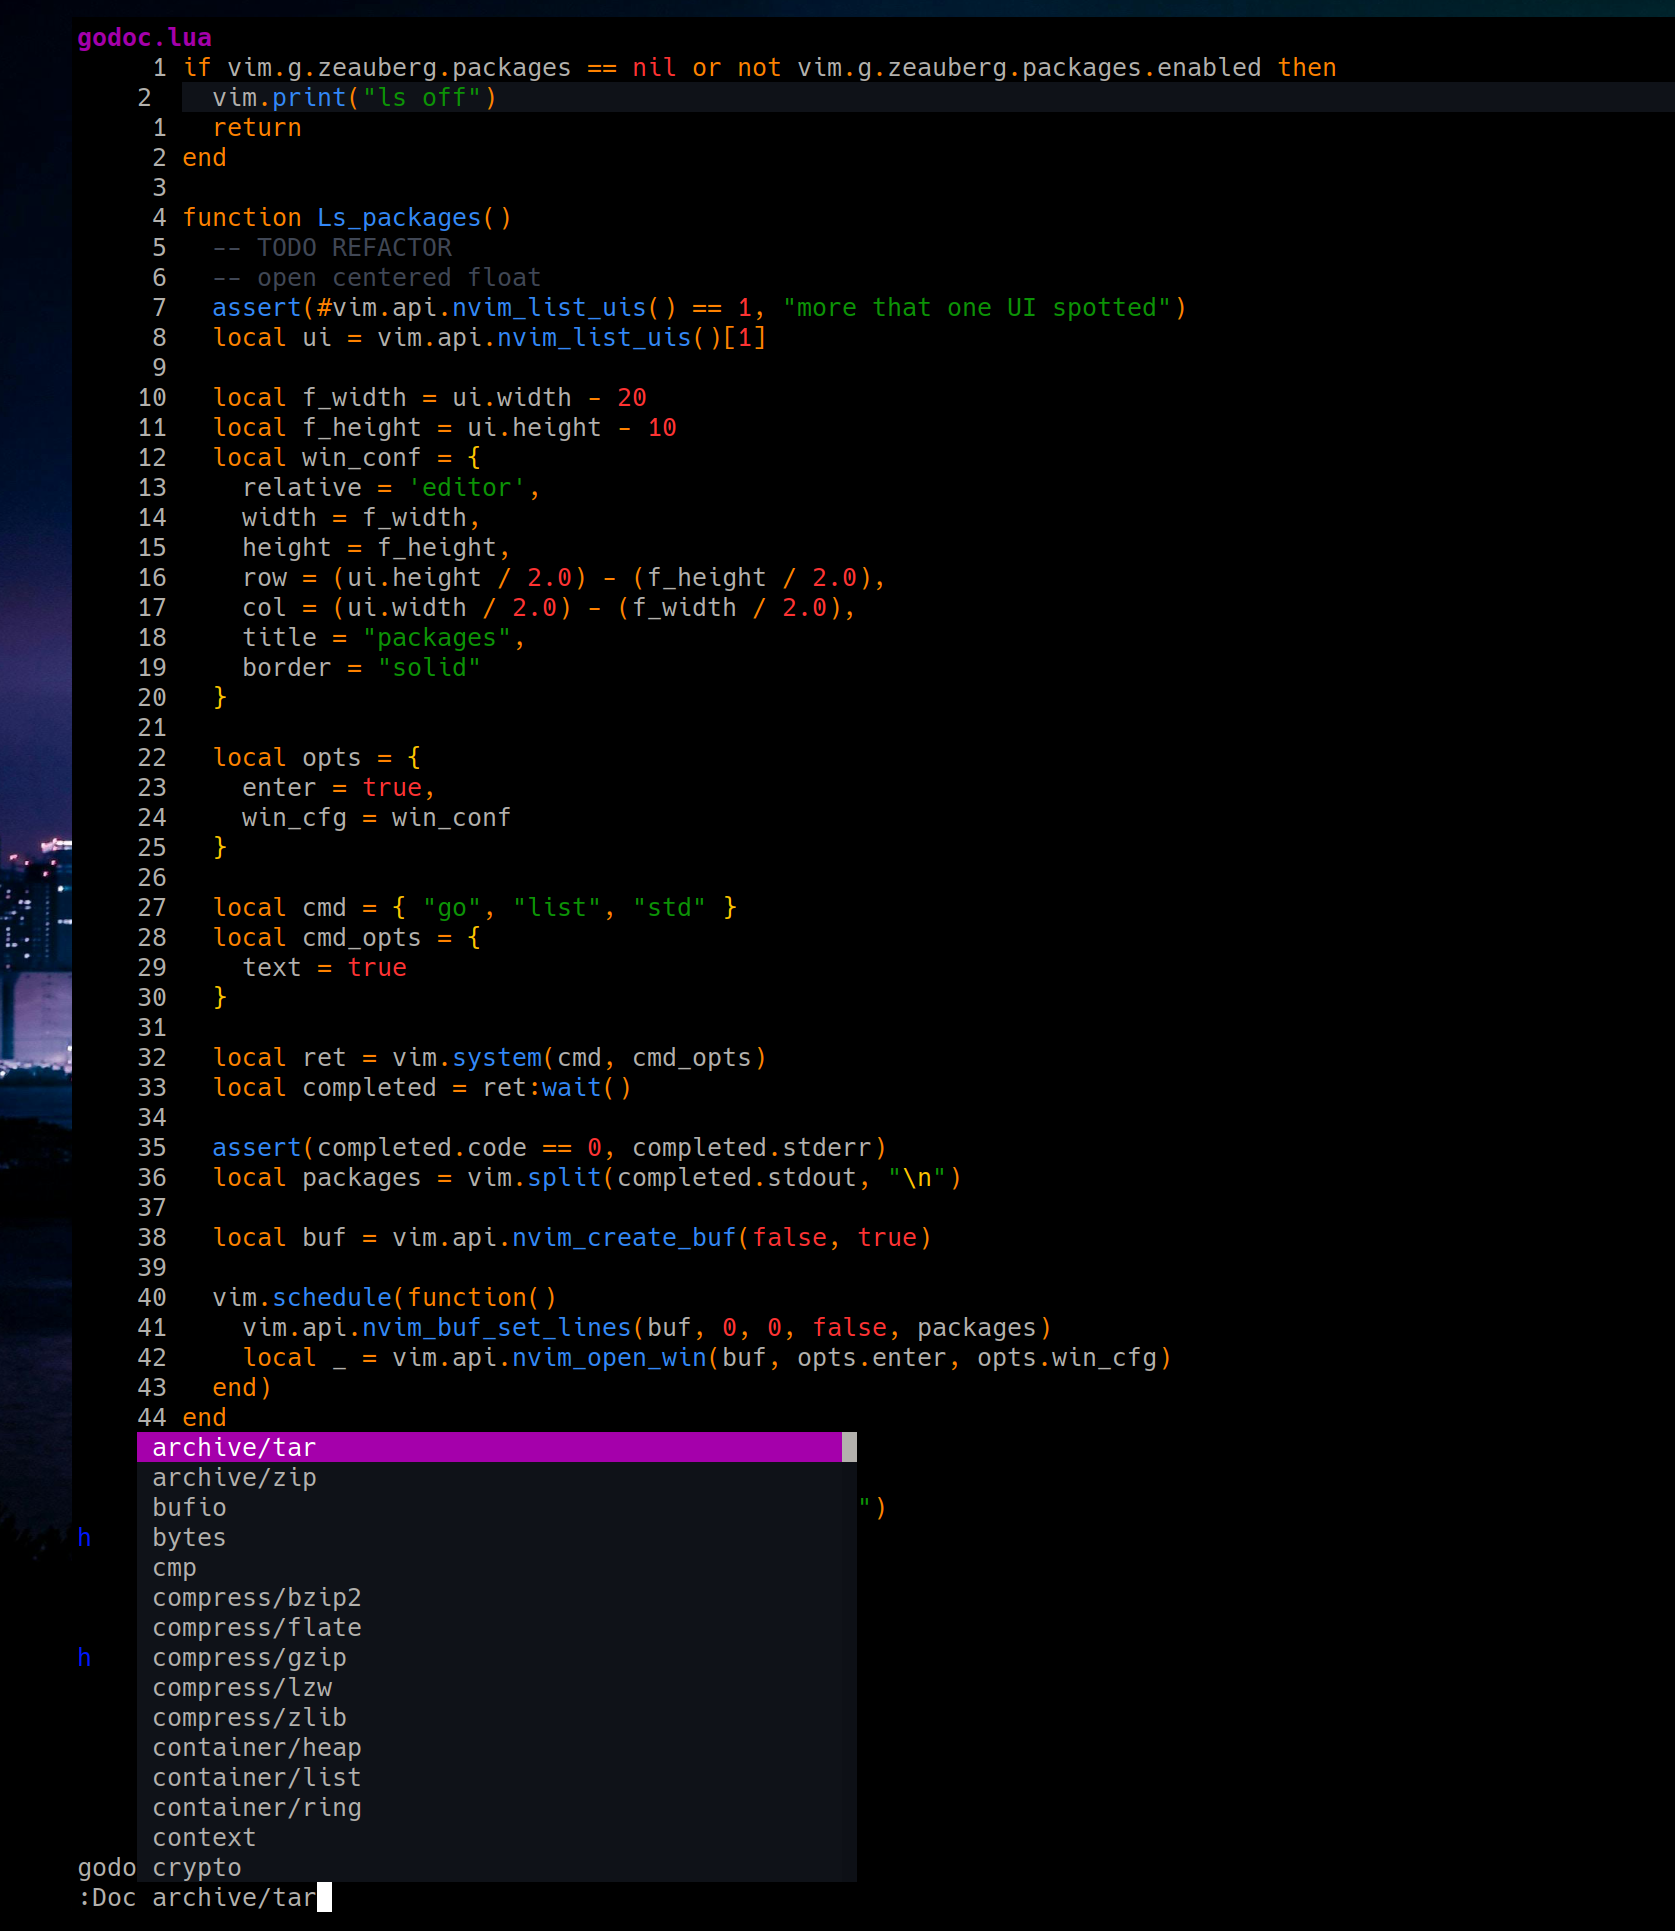 godoc.lua
1 if vim.g.zeauberg.packages == nil or not vim.g.zeauberg.packages.enabled then
2   vim.print("ls off")
1   return
2 end
3
4 function Ls_packages()
5   -- TODO REFACTOR
6   -- open centered float
7   assert(#vim.api.nvim_list_uis() == 1, "more that one UI spotted")
8   local ui = vim.api.nvim_list_uis()[1]
9
10   local f_width = ui.width - 20
11   local f_height = ui.height - 10
12   local win_conf = {
13     relative = 'editor',
14     width = f_width,
15     height = f_height,
16     row = (ui.height / 2.0) - (f_height / 2.0),
17     col = (ui.width / 2.0) - (f_width / 2.0),
18     title = "packages",
19     border = "solid"
20   }
21
22   local opts = {
23     enter = true,
24     win_cfg = win_conf
25   }
26
27   local cmd = { "go", "list", "std" }
28   local cmd_opts = {
29     text = true
30   }
31
32   local ret = vim.system(cmd, cmd_opts)
33   local completed = ret:wait()
34
35   assert(completed.code == 0, completed.stderr)
36   local packages = vim.split(completed.stdout, "\n")
37
38   local buf = vim.api.nvim_create_buf(false, true)
39
40   vim.schedule(function()
41     vim.api.nvim_buf_set_lines(buf, 0, 0, false, packages)
42     local _ = vim.api.nvim_open_win(buf, opts.enter, opts.win_cfg)
43   end)
44 end
archive/tar
archive/zip
bufio ")
h bytes
cmp
compress/bzip2
compress/flate
h compress/gzip
compress/lzw
compress/zlib
container/heap
container/list
container/ring
context
godo crypto
:Doc archive/tar